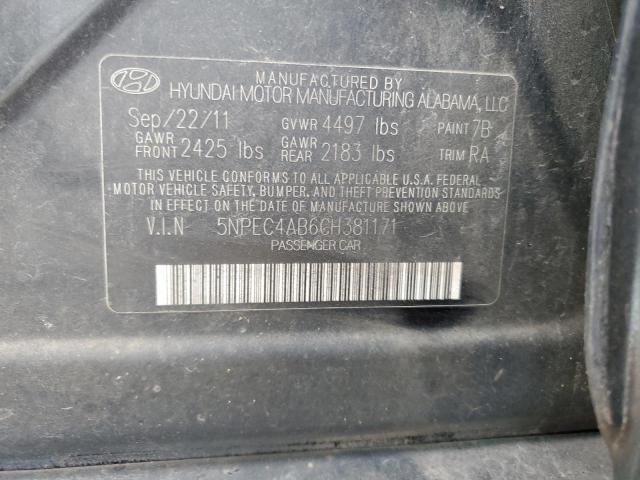 MANUFACTURED BY
HYUNDAI MOTOR MANUFACTURING ALABAMA, LLC
Sep/22/11 GVWR 4497 lbs PAINT 7B
GAWR FRONT 2425 lbs GAWR REAR 2183 lbs TRIM RA
THIS VEHICLE CONFORMS TO ALL APPLICABLE U.S.A. FEDERAL
MOTOR VEHICLE SAFETY, BUMPER, AND THEFT PREVENTION STANDARDS
IN EFFECT ON THE DATE OF MANUFACTURE SHOWN ABOVE
V.I.N 5NPEC4AB6CH381171
PASSENGER CAR